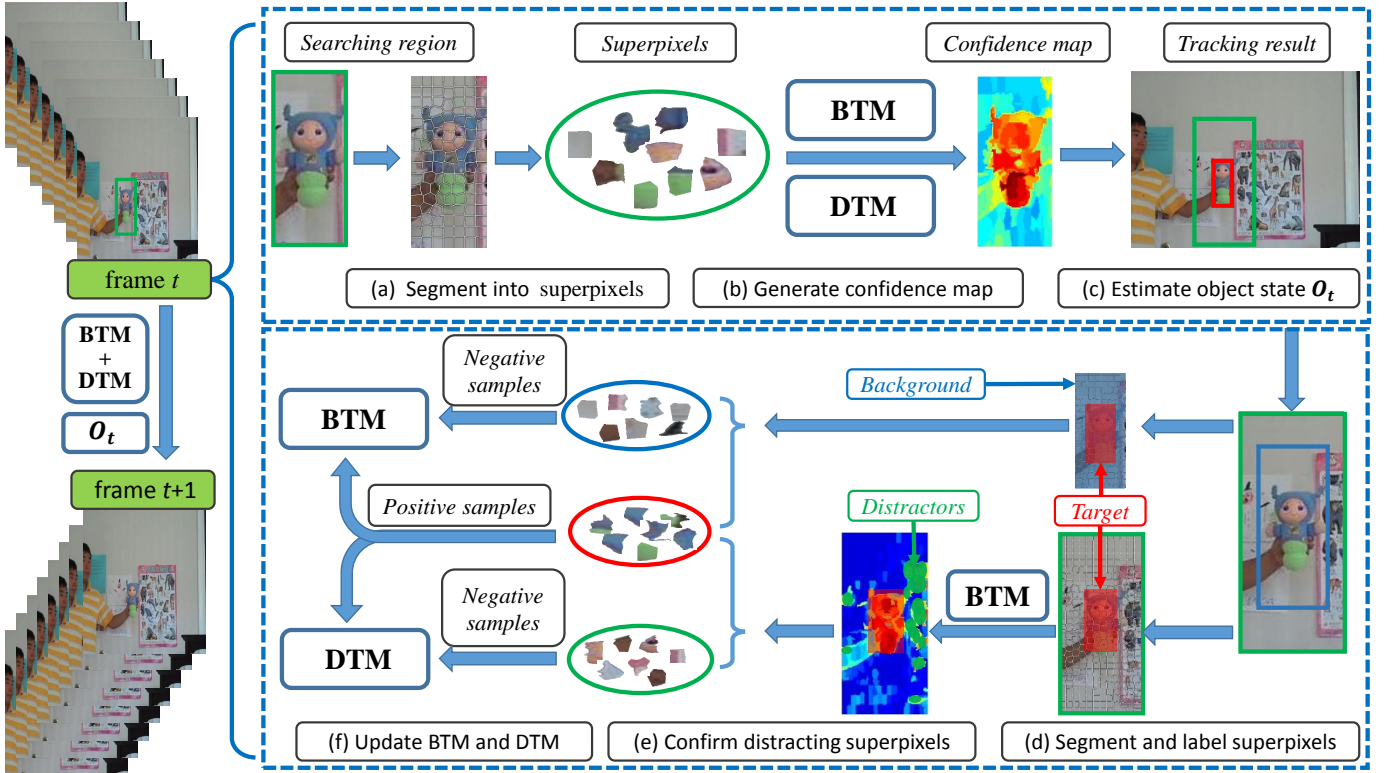 Searching region
Superpixels
Confidence map
Tracking result
BTM
DTM
(a) Segment into superpixels
(b) Generate confidence map
(c) Estimate object state Oₜ
frame t
BTM
+
DTM
Oₜ
frame t+1
Negative
samples
BTM
Background
Positive samples
Distractors
Target
Negative
samples
BTM
DTM
(f) Update BTM and DTM
(e) Confirm distracting superpixels
(d) Segment and label superpixels